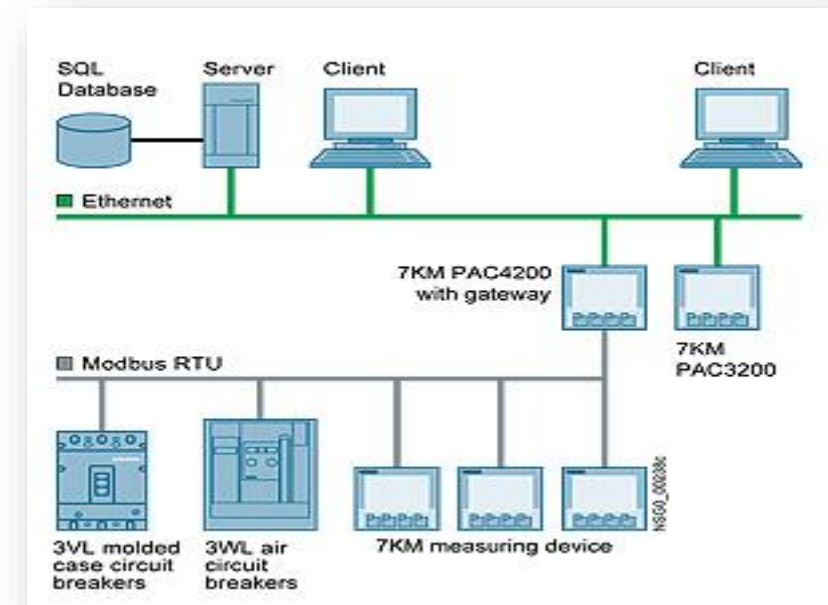 SQL
Database
Server
Client
Client
Ethernet
7KM PAC4200
with gateway
7KM
PAC3200
Modbus RTU
3VL molded
case circuit
breakers
3WL air
circuit
breakers
7KM measuring device
NSG0_00238c